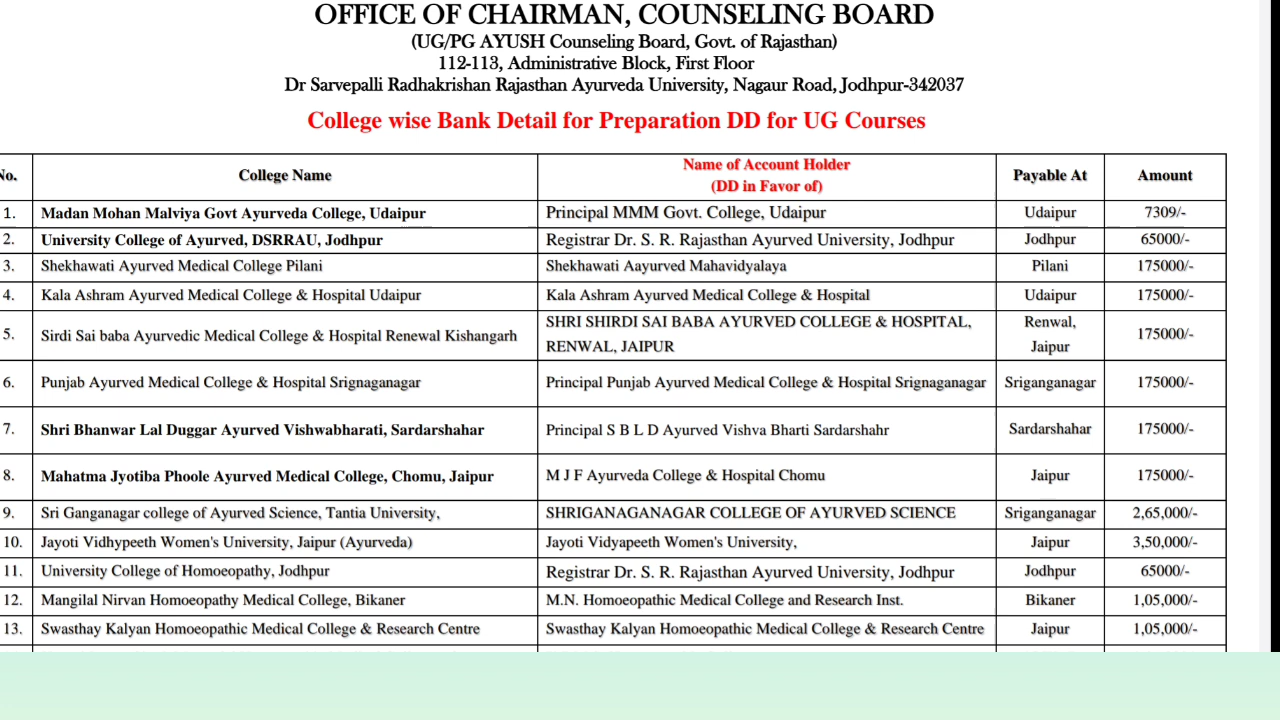 OFFICE OF CHAIRMAN, COUNSELING BOARD
(UG/PG AYUSH Counseling Board, Govt. of Rajasthan)
112-113, Administrative Block, First Floor
Dr Sarvepalli Radhakrishan Rajasthan Ayurveda University, Nagaur Road, Jodhpur-342037
College wise Bank Detail for Preparation DD for UG Courses
No. College Name Name of Account Holder (DD in Favor of) Payable At Amount
1. Madan Mohan Malviya Govt Ayurveda College, Udaipur Principal MMM Govt. College, Udaipur Udaipur 7309/-
2. University College of Ayurved, DSRRAU, Jodhpur Registrar Dr. S. R. Rajasthan Ayurved University, Jodhpur Jodhpur 65000/-
3. Shekhawati Ayurved Medical College Pilani Shekhawati Aayurved Mahavidyalaya Pilani 175000/-
4. Kala Ashram Ayurved Medical College & Hospital Udaipur Kala Ashram Ayurved Medical College & Hospital Udaipur 175000/-
5. Sirdi Sai baba Ayurvedic Medical College & Hospital Renewal Kishangarh SHRI SHIRDI SAI BABA AYURVED COLLEGE & HOSPITAL, RENWAL, JAIPUR Renwal, Jaipur 175000/-
6. Punjab Ayurved Medical College & Hospital Srignaganagar Principal Punjab Ayurved Medical College & Hospital Srignaganagar Sriganganagar 175000/-
7. Shri Bhanwar Lal Duggar Ayurved Vishwabharati, Sardarshahar Principal S B L D Ayurved Vishva Bharti Sardarshahr Sardarshahar 175000/-
8. Mahatma Jyotiba Phoole Ayurved Medical College, Chomu, Jaipur M J F Ayurveda College & Hospital Chomu Jaipur 175000/-
9. Sri Ganganagar college of Ayurved Science, Tantia University, SHRIGANAGANAGAR COLLEGE OF AYURVED SCIENCE Sriganganagar 2,65,000/-
10. Jayoti Vidhypeeth Women's University, Jaipur (Ayurveda) Jayoti Vidyapeeth Women's University, Jaipur 3,50,000/-
11. University College of Homoeopathy, Jodhpur Registrar Dr. S. R. Rajasthan Ayurved University, Jodhpur Jodhpur 65000/-
12. Mangilal Nirvan Homoeopathy Medical College, Bikaner M.N. Homoeopathic Medical College and Research Inst. Bikaner 1,05,000/-
13. Swasthay Kalyan Homoeopathic Medical College & Research Centre Swasthay Kalyan Homoeopathic Medical College & Research Centre Jaipur 1,05,000/-